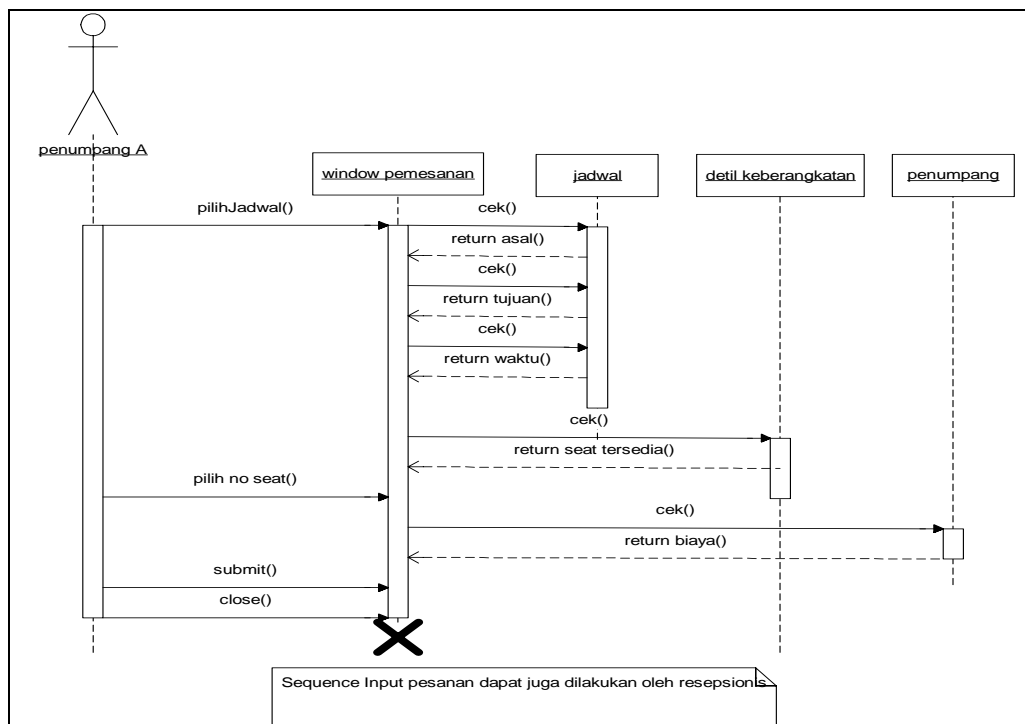 penumpang A
window pemesanan
jadwal
detil keberangkatan
penumpang
pilihJadwal()
cek()
return asal()
cek()
return tujuan()
cek()
return waktu()
cek()
return seat tersedia()
pilih no seat()
cek()
return biaya()
submit()
close()
Sequence Input pesanan dapat juga dilakukan oleh resepsionis